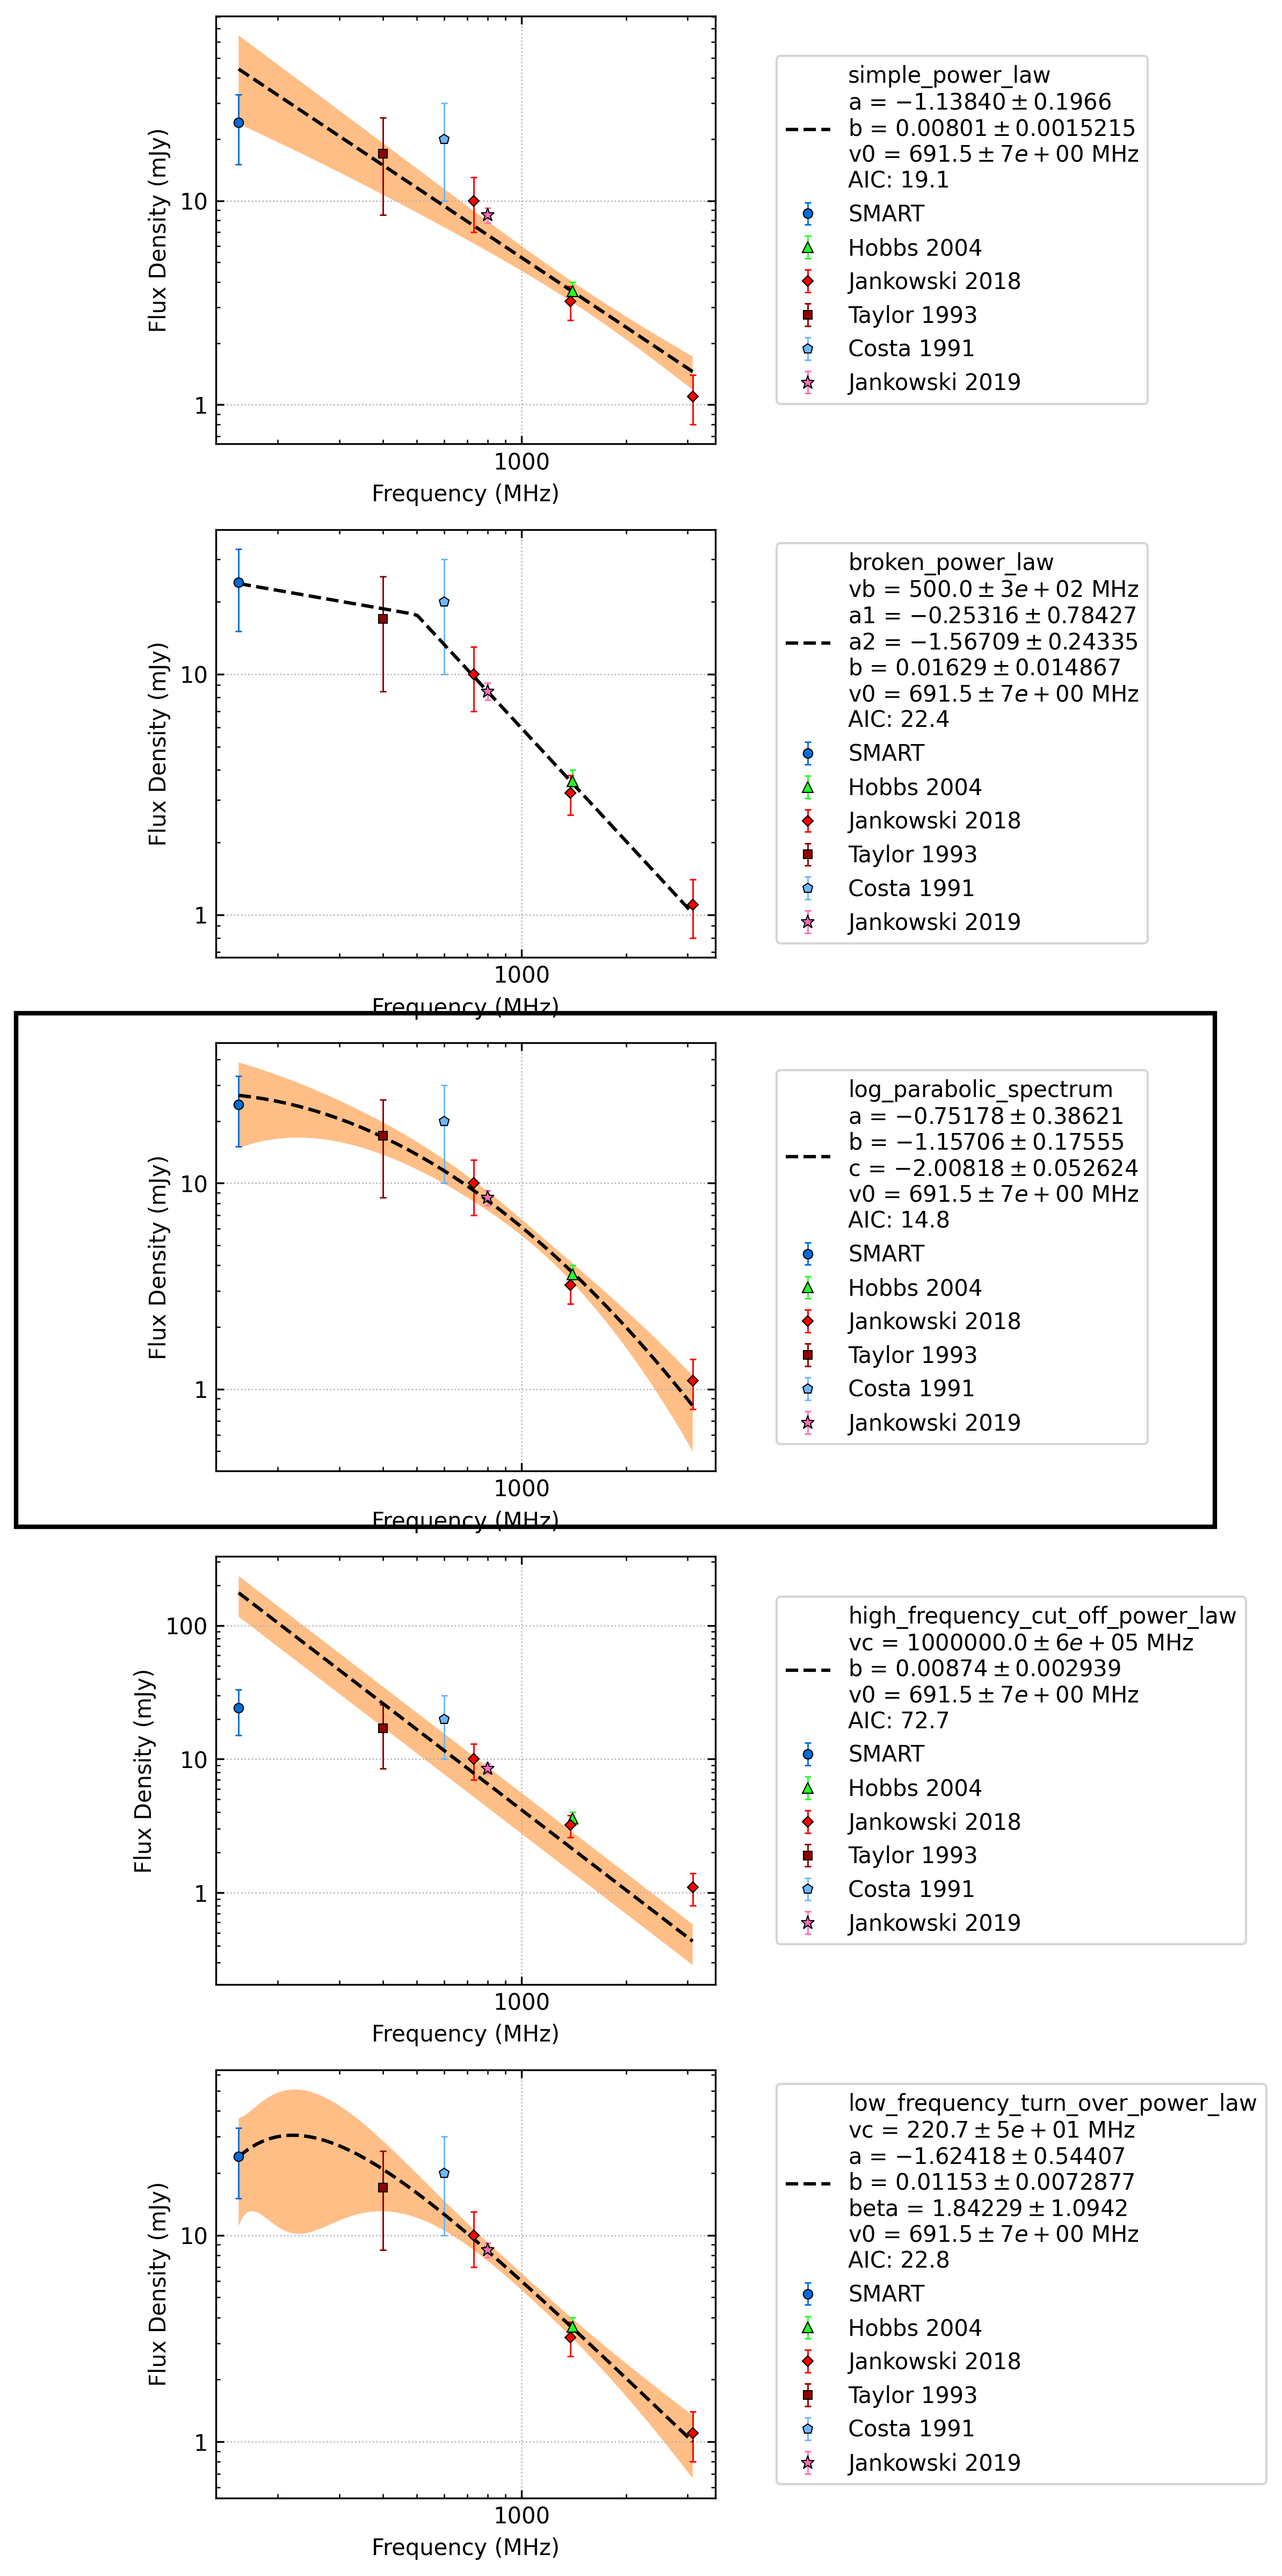 10
1
Flux Density (mJy)
1000
Frequency (MHz)
simple_power_law
a = −1.13840 ± 0.1966
b = 0.00801 ± 0.0015215
v0 = 691.5 ± 7e + 00 MHz
AIC: 19.1
SMART
Hobbs 2004
Jankowski 2018
Taylor 1993
Costa 1991
Jankowski 2019
10
1
Flux Density (mJy)
1000
Frequency (MHz)
broken_power_law
vb = 500.0 ± 3e + 02 MHz
a1 = −0.25316 ± 0.78427
a2 = −1.56709 ± 0.24335
b = 0.01629 ± 0.014867
v0 = 691.5 ± 7e + 00 MHz
AIC: 22.4
SMART
Hobbs 2004
Jankowski 2018
Taylor 1993
Costa 1991
Jankowski 2019
10
1
Flux Density (mJy)
1000
Frequency (MHz)
log_parabolic_spectrum
a = −0.75178 ± 0.38621
b = −1.15706 ± 0.17555
c = −2.00818 ± 0.052624
v0 = 691.5 ± 7e + 00 MHz
AIC: 14.8
SMART
Hobbs 2004
Jankowski 2018
Taylor 1993
Costa 1991
Jankowski 2019
100
10
1
Flux Density (mJy)
1000
Frequency (MHz)
high_frequency_cut_off_power_law
vc = 1000000.0 ± 6e + 05 MHz
b = 0.00874 ± 0.002939
v0 = 691.5 ± 7e + 00 MHz
AIC: 72.7
SMART
Hobbs 2004
Jankowski 2018
Taylor 1993
Costa 1991
Jankowski 2019
10
1
Flux Density (mJy)
1000
Frequency (MHz)
low_frequency_turn_over_power_law
vc = 220.7 ± 5e + 01 MHz
a = −1.62418 ± 0.54407
b = 0.01153 ± 0.0072877
beta = 1.84229 ± 1.0942
v0 = 691.5 ± 7e + 00 MHz
AIC: 22.8
SMART
Hobbs 2004
Jankowski 2018
Taylor 1993
Costa 1991
Jankowski 2019